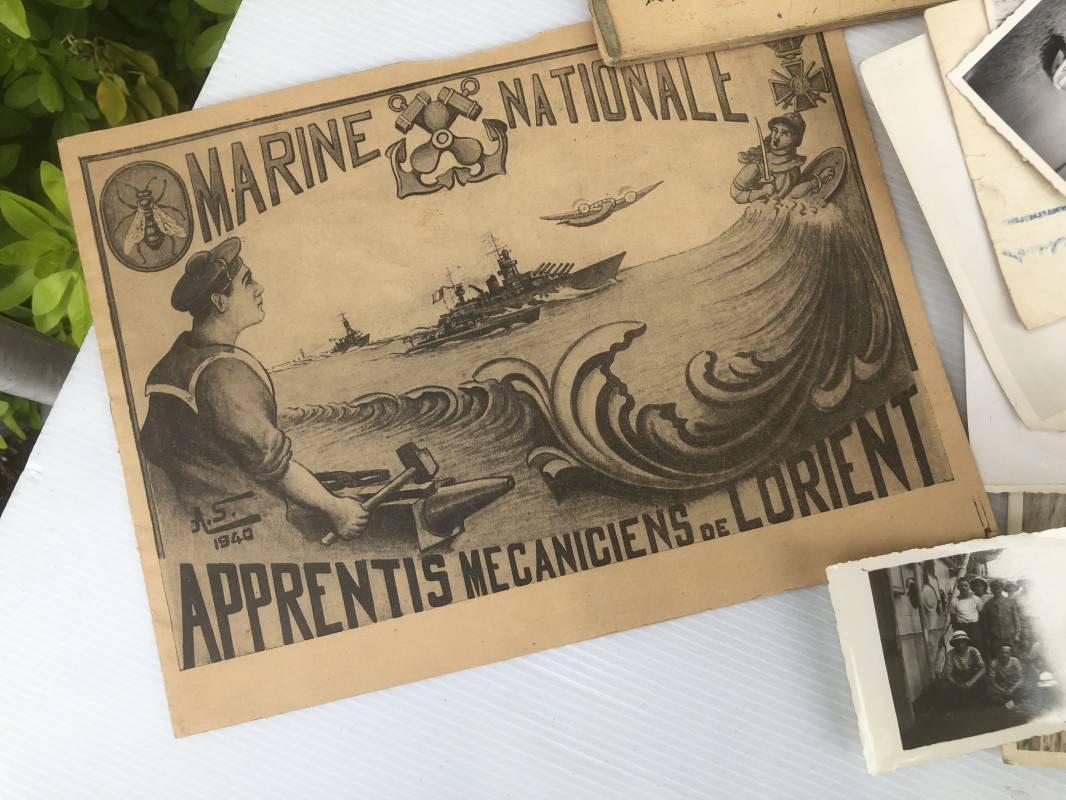 MARINE NATIONALE
A.S.
1940
APPRENTIS MECANICIENS DE LORIENT